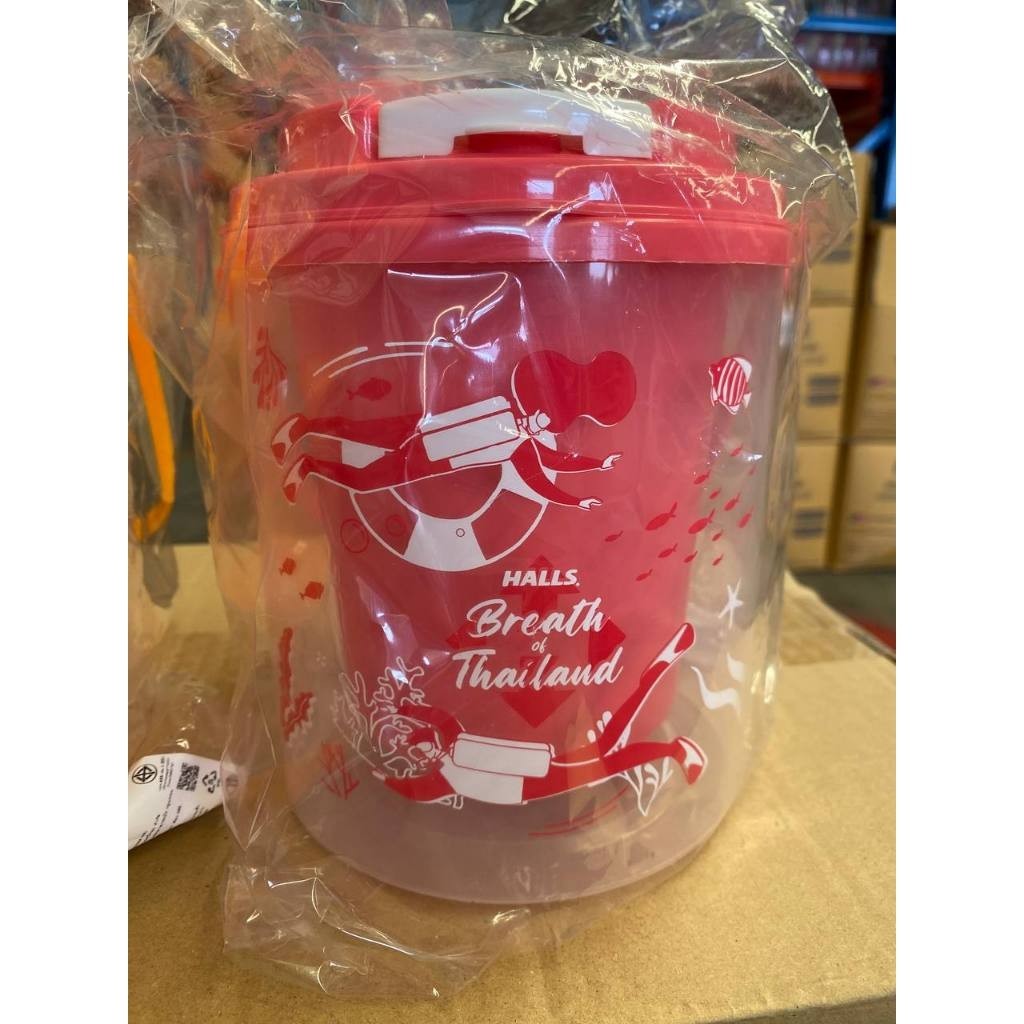 HALLS.
Breath
of
Thailand